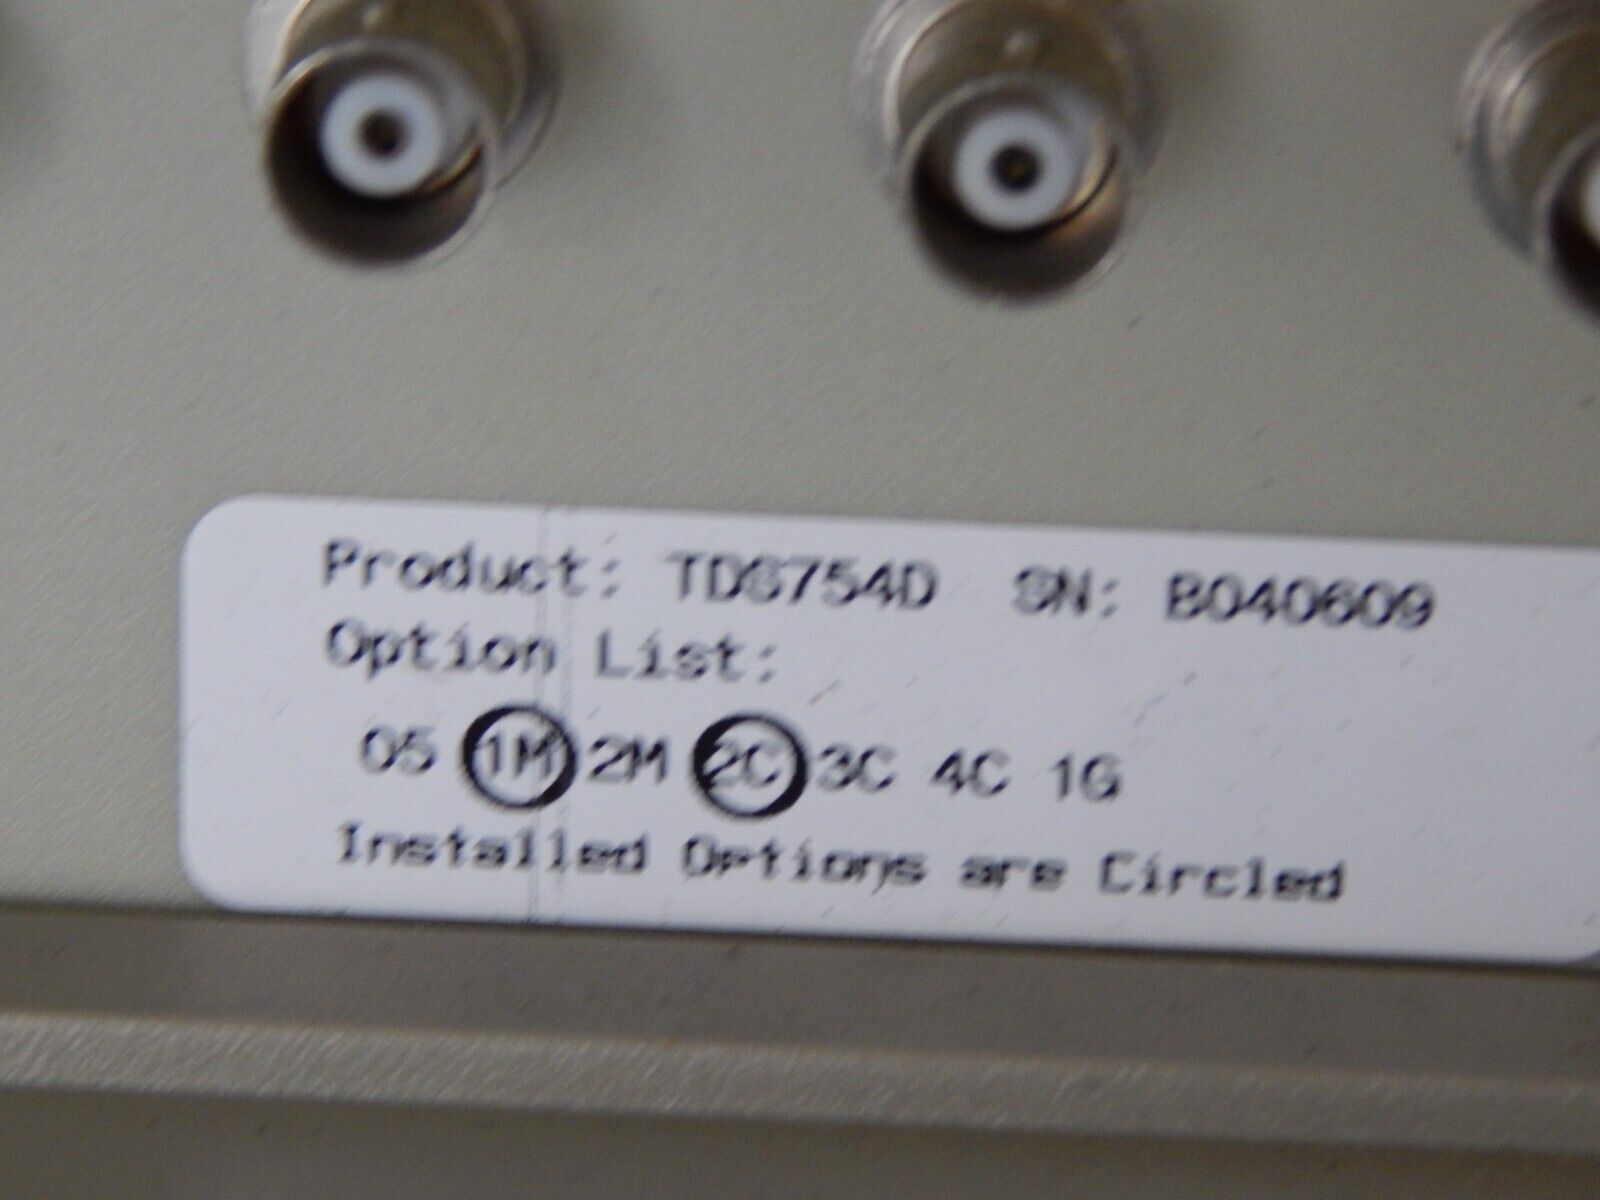 Product: TDS754D SN: B040609
Option List:
05 1M 2M 2C 3C 4C 1G
Installed Options are Circled